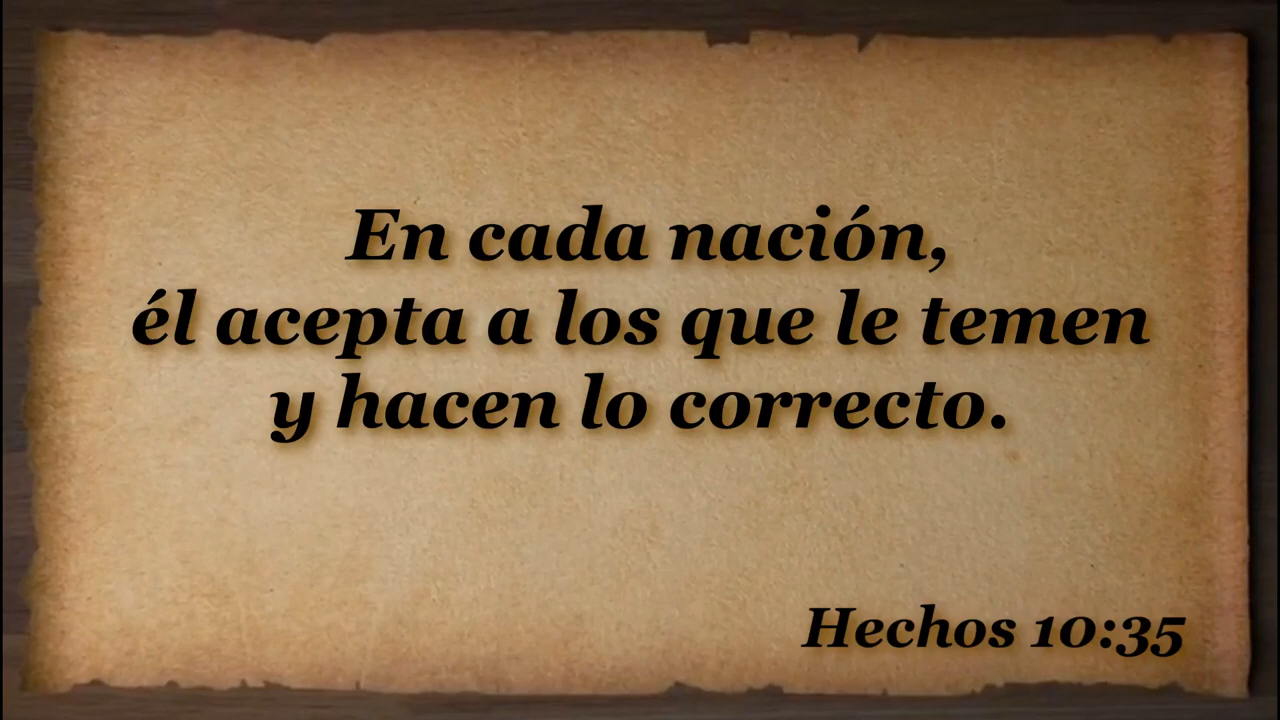 En cada nación,
él acepta a los que le temen
y hacen lo correcto.
Hechos 10:35